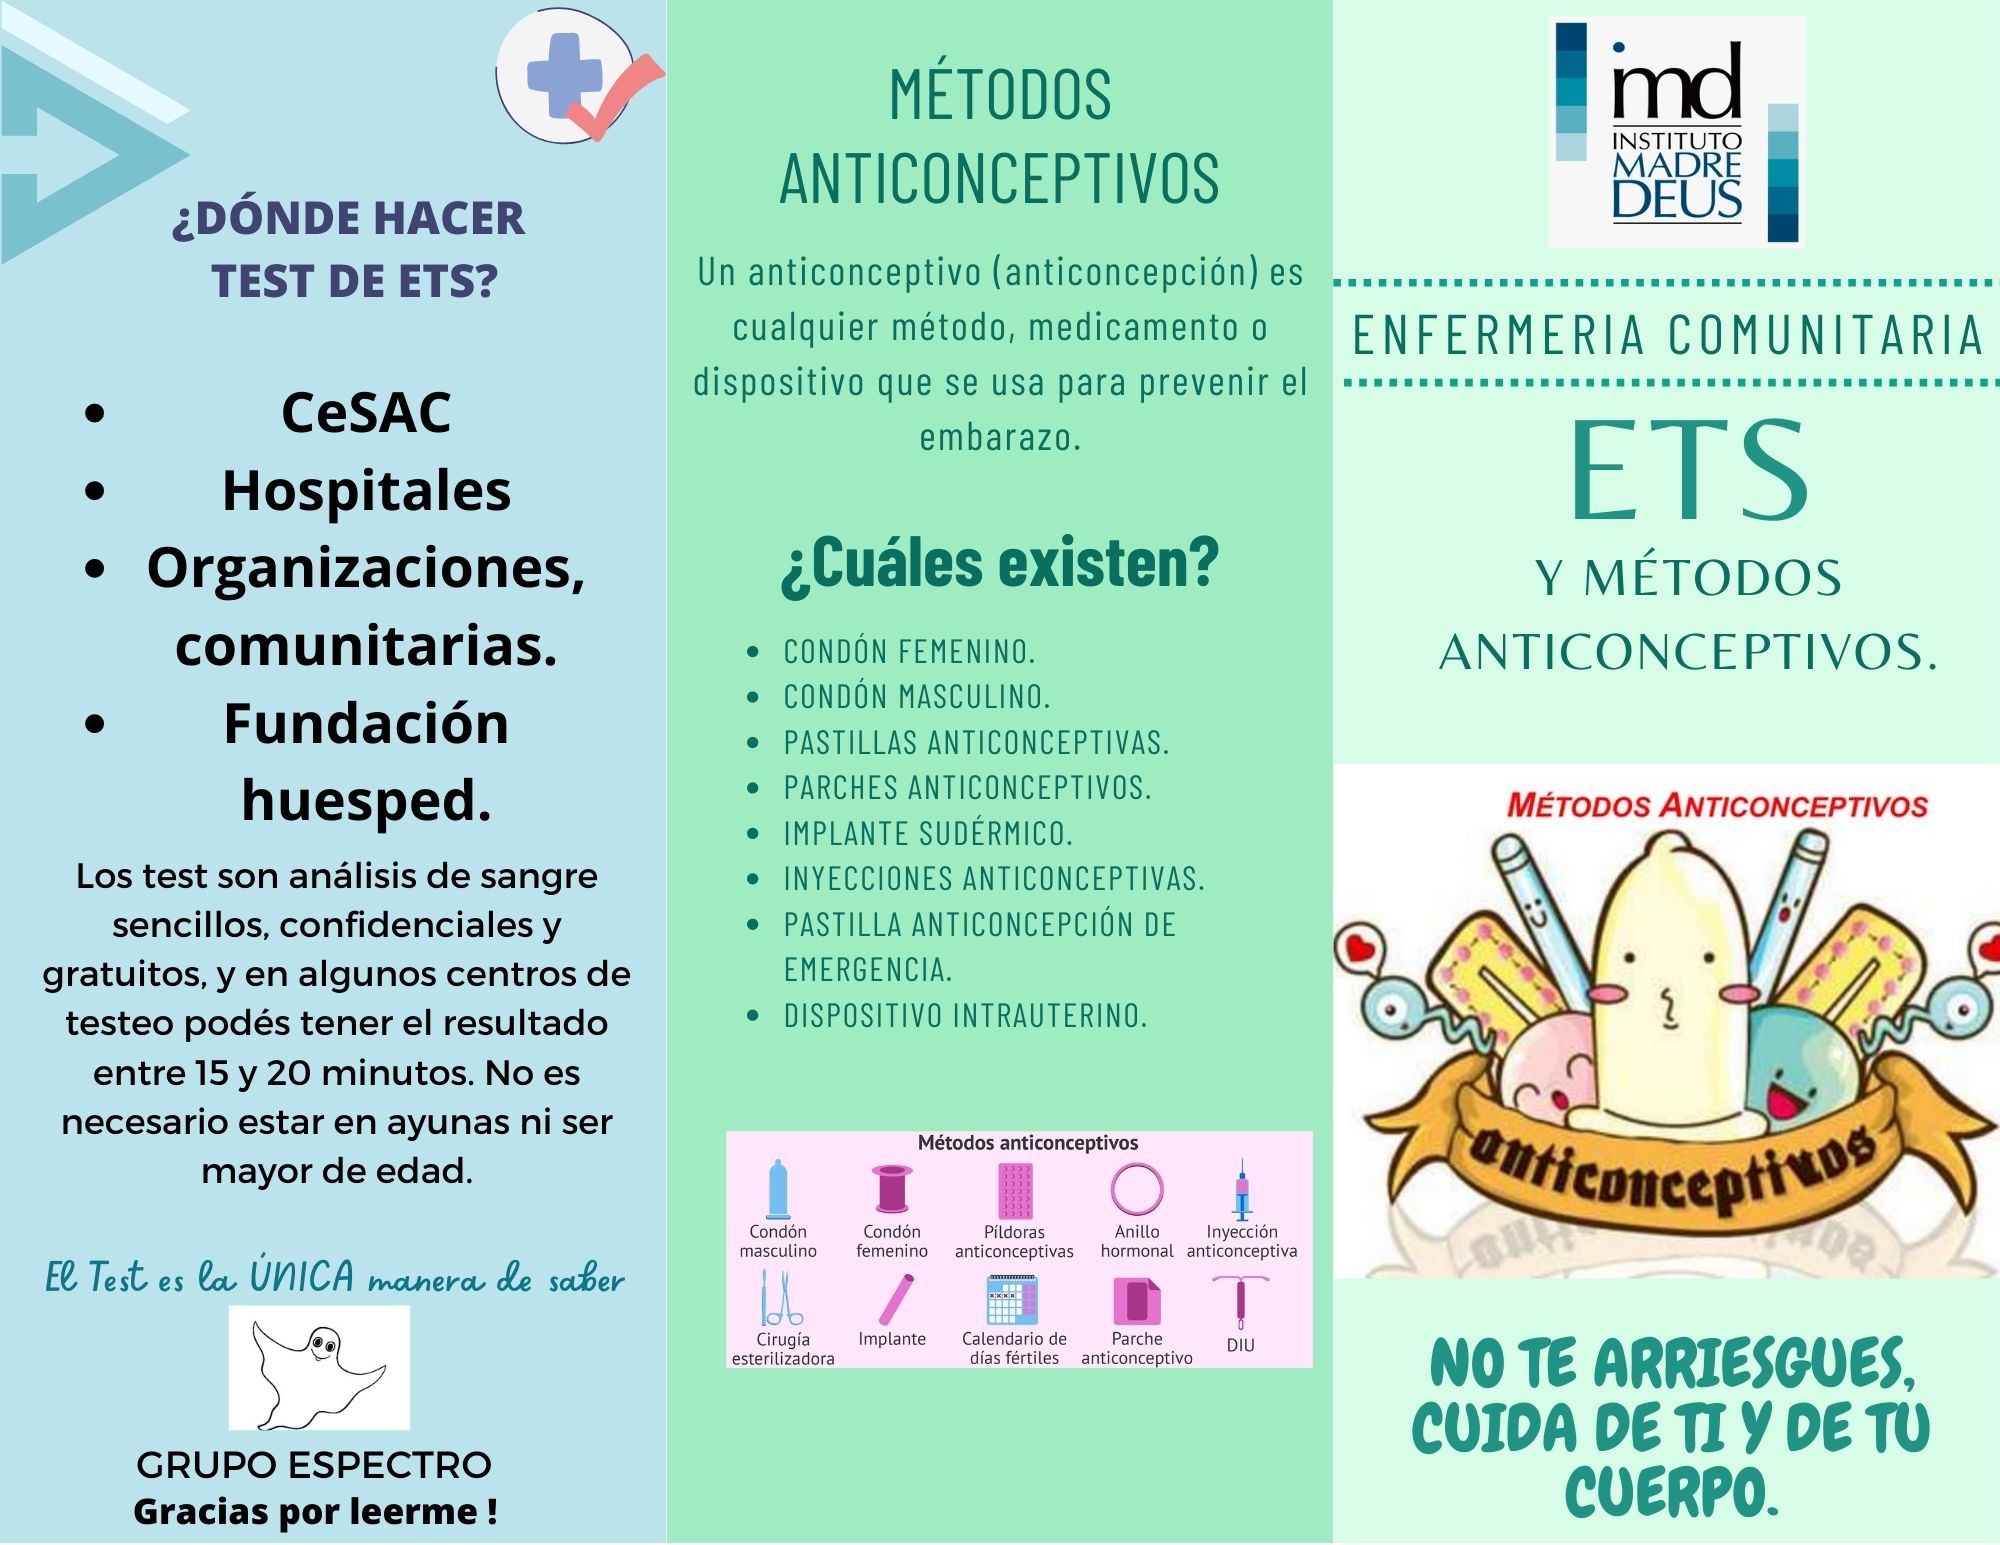 ¿DÓNDE HACER
TEST DE ETS?
CeSAC
Hospitales
Organizaciones,
comunitarias.
Fundación
huesped.
Los test son análisis de sangre
sencillos, confidenciales y
gratuitos, y en algunos centros de
testeo podés tener el resultado
entre 15 y 20 minutos. No es
necesario estar en ayunas ni ser
mayor de edad.
El Test es la ÚNICA manera de saber
GRUPO ESPECTRO
Gracias por leerme !
MÉTODOS
ANTICONCEPTIVOS
Un anticonceptivo (anticoncepción) es
cualquier método, medicamento o
dispositivo que se usa para prevenir el
embarazo.
¿Cuáles existen?
CONDÓN FEMENINO.
CONDÓN MASCULINO.
PASTILLAS ANTICONCEPTIVAS.
PARCHES ANTICONCEPTIVOS.
IMPLANTE SUDÉRMICO.
INYECCIONES ANTICONCEPTIVAS.
PASTILLA ANTICONCEPCIÓN DE
EMERGENCIA.
DISPOSITIVO INTRAUTERINO.
Métodos anticonceptivos
Condón
masculino
Condón
femenino
Píldoras
anticonceptivas
Anillo
hormonal
Inyección
anticonceptiva
Cirugía
esterilizadora
Implante
Calendario de
días fértiles
Parche
anticonceptivo
DIU
imd
INSTITUTO
MADRE
DEUS
ENFERMERIA COMUNITARIA
ETS
Y MÉTODOS
ANTICONCEPTIVOS.
MÉTODOS ANTICONCEPTIVOS
anticonceptivos
NO TE ARRIESGUES,
CUIDA DE TI Y DE TU
CUERPO.